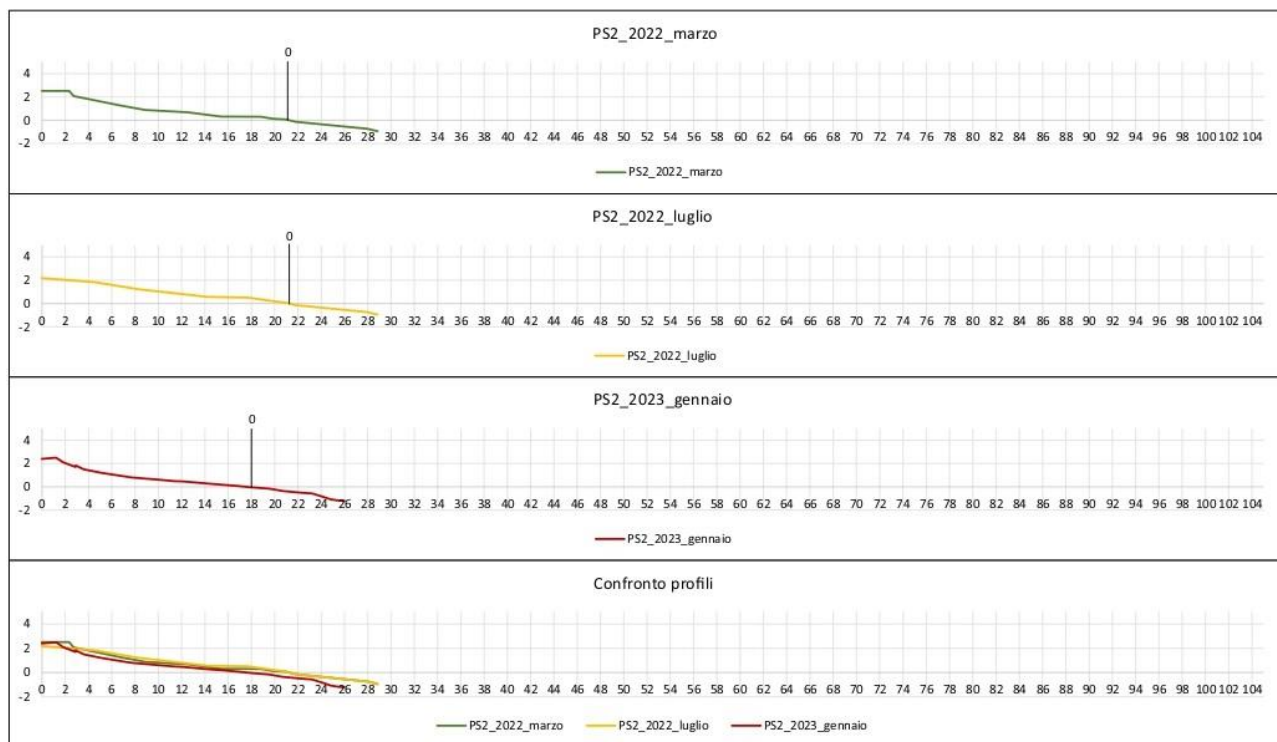 PS2_2022_marzo
0
4
2
0
-2
0 2 4 6 8 10 12 14 16 18 20 22 24 26 28 30 32 34 36 38 40 42 44 46 48 50 52 54 56 58 60 62 64 66 68 70 72 74 76 78 80 82 84 86 88 90 92 94 96 98 100 102 104
PS2_2022_marzo
PS2_2022_luglio
0
4
2
0
-2
0 2 4 6 8 10 12 14 16 18 20 22 24 26 28 30 32 34 36 38 40 42 44 46 48 50 52 54 56 58 60 62 64 66 68 70 72 74 76 78 80 82 84 86 88 90 92 94 96 98 100 102 104
PS2_2022_luglio
PS2_2023_gennaio
0
4
2
0
-2
0 2 4 6 8 10 12 14 16 18 20 22 24 26 28 30 32 34 36 38 40 42 44 46 48 50 52 54 56 58 60 62 64 66 68 70 72 74 76 78 80 82 84 86 88 90 92 94 96 98 100 102 104
PS2_2023_gennaio
Confronto profili
4
2
0
-2
0 2 4 6 8 10 12 14 16 18 20 22 24 26 28 30 32 34 36 38 40 42 44 46 48 50 52 54 56 58 60 62 64 66 68 70 72 74 76 78 80 82 84 86 88 90 92 94 96 98 100 102 104
PS2_2022_marzo PS2_2022_luglio PS2_2023_gennaio